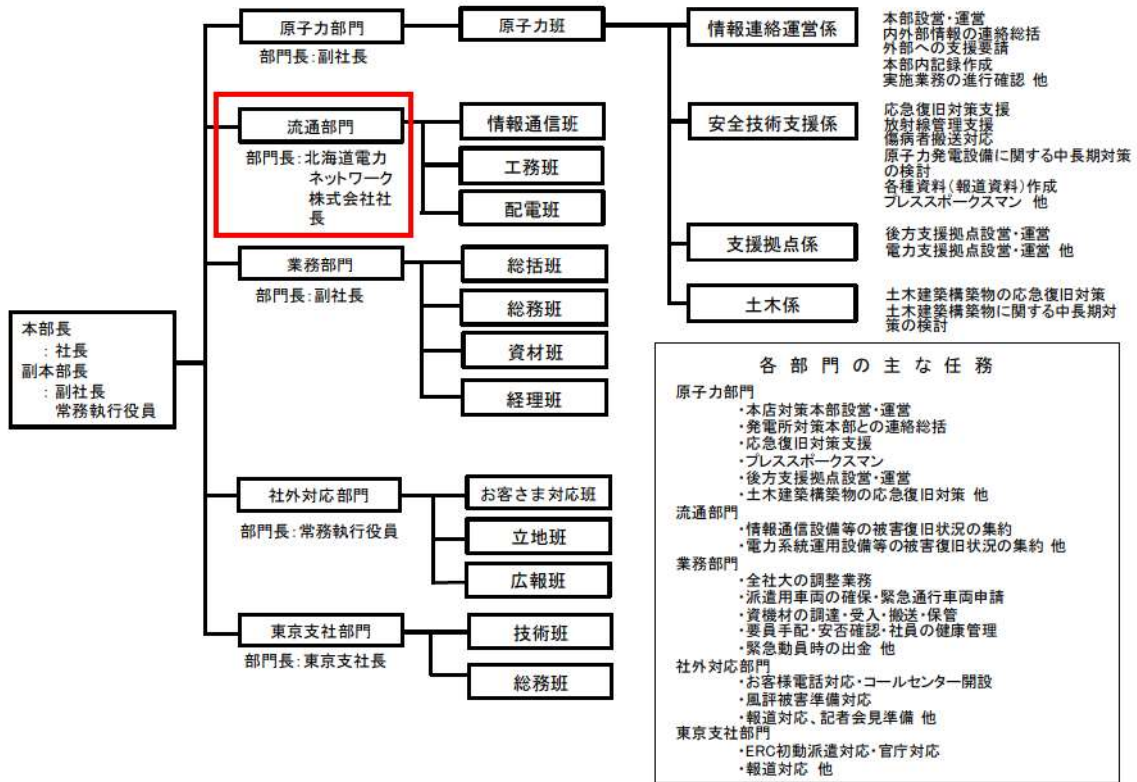 原子力部門
部門長:副社長
原子力班
情報連絡運営係
本部設営・運営
内外部情報の連絡総括
外部への支援要請
本部内記録作成
実施業務の進行確認 他
安全技術支援係
応急復旧対策支援
放射線管理支援
傷病者搬送対応
原子力発電設備に関する中長期対策
の検討
各種資料(報道資料)作成
プレススポークスマン 他
支援拠点係
後方支援拠点設営・運営
電力支援拠点設営・運営 他
土木係
土木建築構築物の応急復旧対策
土木建築構築物に関する中長期対
策の検討
流通部門
部門長:北海道電力
ネットワーク
株式会社社
長
情報通信班
工務班
配電班
業務部門
部門長:副社長
総括班
総務班
資材班
経理班
本部長
:社長
副本部長
:副社長
常務執行役員
社外対応部門
部門長:常務執行役員
お客さま対応班
立地班
広報班
東京支社部門
部門長:東京支社長
技術班
総務班
各部門の主な任務
原子力部門
・本店対策本部設営・運営
・発電所対策本部との連絡総括
・応急復旧対策支援
・プレススポークスマン
・後方支援拠点設営・運営
・土木建築構築物の応急復旧対策 他
流通部門
・情報通信設備等の被害復旧状況の集約
・電力系統運用設備等の被害復旧状況の集約 他
業務部門
・全社大の調整業務
・派遣用車両の確保・緊急通行車両申請
・資機材の調達・受入・搬送・保管
・要員手配・安否確認・社員の健康管理
・緊急動員時の出金 他
社外対応部門
・お客様電話対応・コールセンター開設
・風評被害準備対応
・報道対応、記者会見準備 他
東京支社部門
・ERC初動派遣対応・官庁対応
・報道対応 他